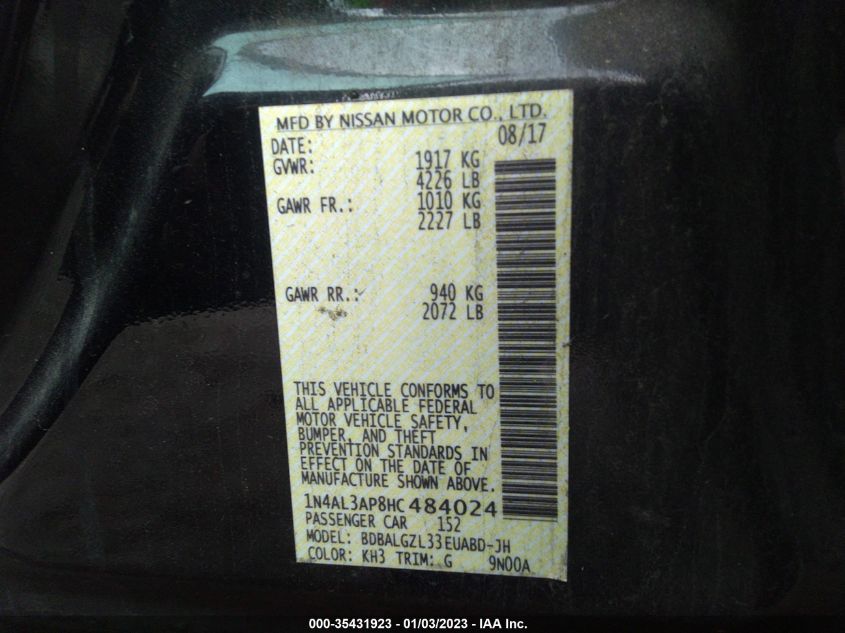 MFD BY NISSAN MOTOR CO., LTD.
DATE: 08/17
GVWR: 1917 KG
4226 LB
GAWR FR.: 1010 KG
2227 LB
GAWR RR.: 940 KG
2072 LB
THIS VEHICLE CONFORMS TO
ALL APPLICABLE FEDERAL
MOTOR VEHICLE SAFETY,
BUMPER, AND THEFT
PREVENTION STANDARDS IN
EFFECT ON THE DATE OF
MANUFACTURE SHOWN ABOVE.
1N4AL3AP8HC484024
PASSENGER CAR 152
MODEL: BDBALGZL33EUABD-JH
COLOR: KH3 TRIM: G 9N00A
000-35431923 - 01/03/2023 - IAA Inc.